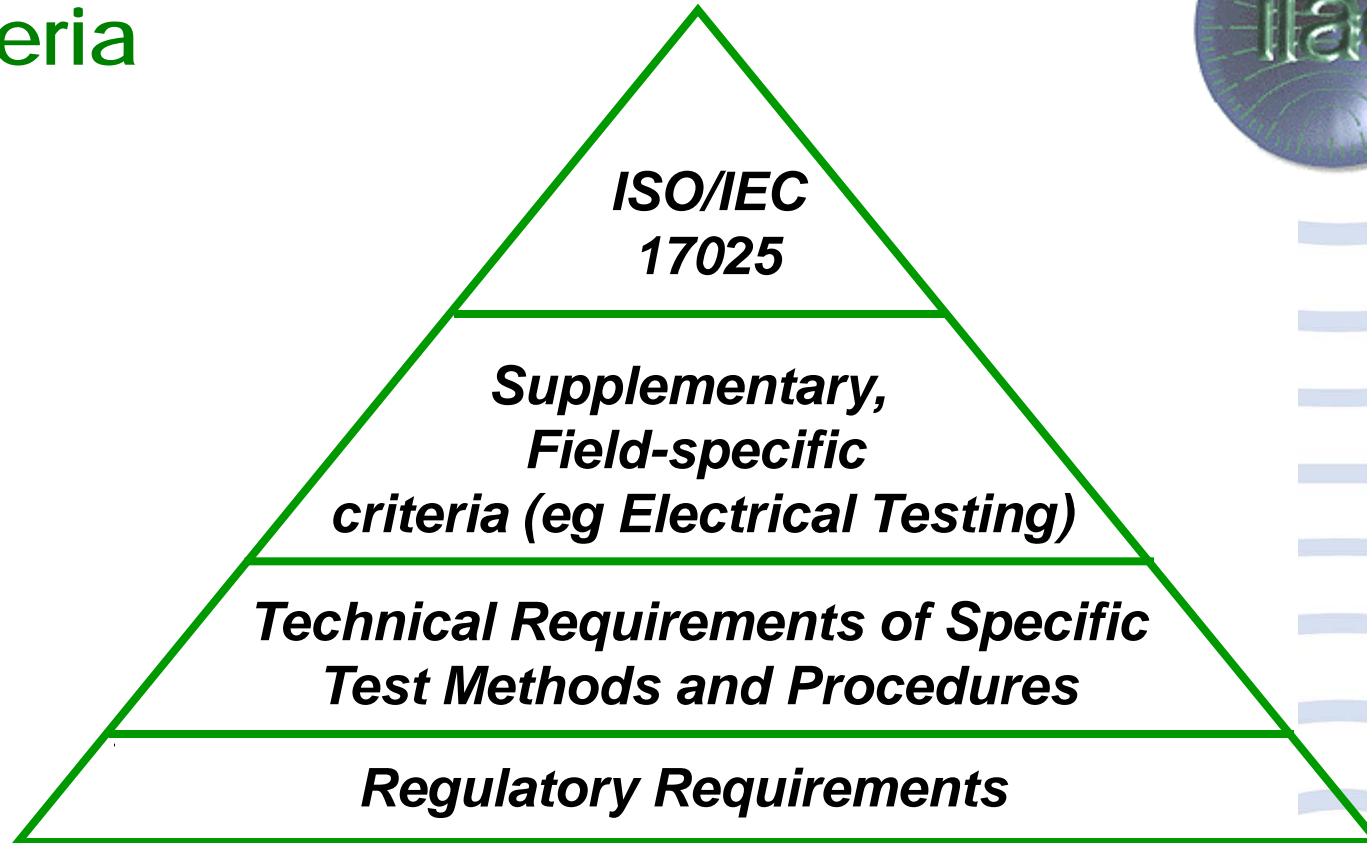 eria
ISO/IEC
17025
Supplementary,
Field-specific
criteria (eg Electrical Testing)
Technical Requirements of Specific
Test Methods and Procedures
Regulatory Requirements